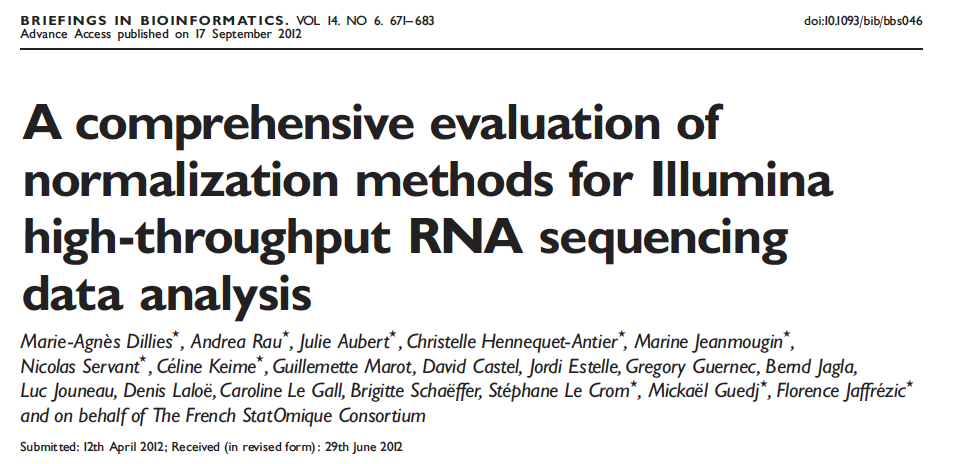 BRIEFINGS IN BIOINFORMATICS. VOL 14. NO 6. 671–683
doi:10.1093/bib/bbs046
Advance Access published on 17 September 2012
A comprehensive evaluation of
normalization methods for Illumina
high-throughput RNA sequencing
data analysis
Marie-Agnès Dillies*, Andrea Rau*, Julie Aubert*, Christelle Hennequet-Antier*, Marine Jeanmougin*,
Nicolas Servant*, Céline Keime*, Guillemette Marot, David Castel, Jordi Estelle, Gregory Guernec, Bernd Jagla,
Luc Jouneau, Denis Laloë, Caroline Le Gall, Brigitte Schaëffer, Stéphane Le Crom*, Mickaël Guedj*, Florence Jaffrézic*
and on behalf of The French StatOmique Consortium
Submitted: 12th April 2012; Received (in revised form): 29th June 2012